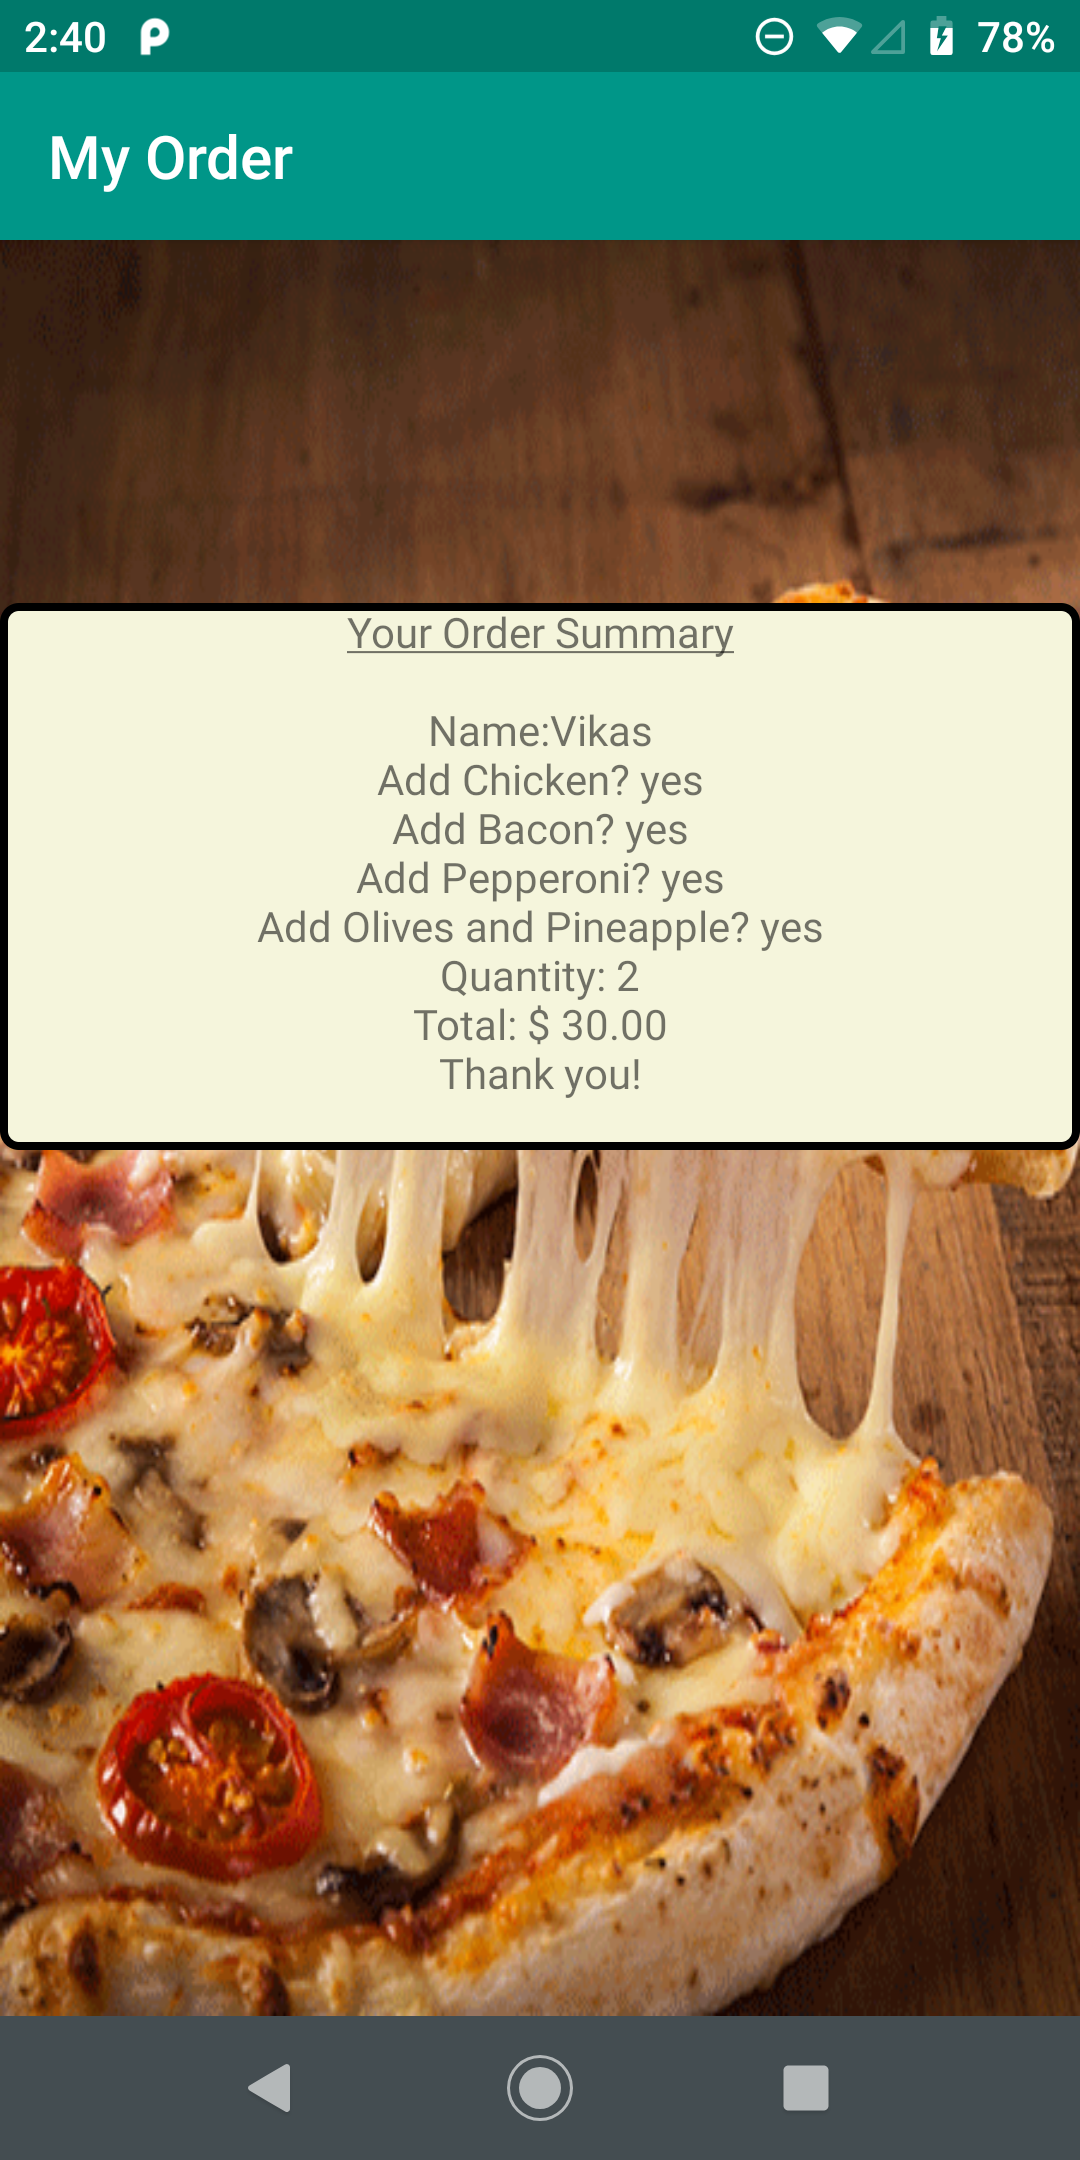 2:40
78%
My Order
Your Order Summary
Name:Vikas
Add Chicken? yes
Add Bacon? yes
Add Pepperoni? yes
Add Olives and Pineapple? yes
Quantity: 2
Total: $ 30.00
Thank you!